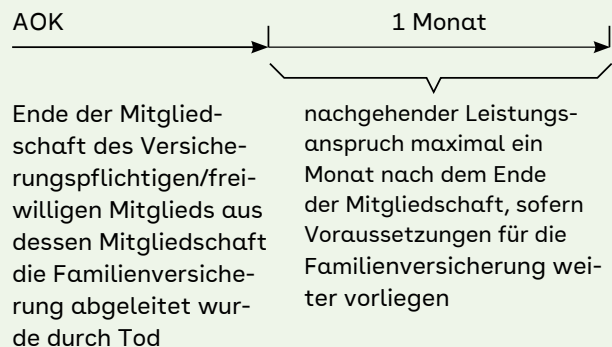 AOK
1 Monat
Ende der Mitglied-
schaft des Versiche-
rungspflichtigen/frei-
willigen Mitglieds aus
dessen Mitgliedschaft
die Familienversiche-
rung abgeleitet wur-
de durch Tod
nachgehender Leistungs-
anspruch maximal ein
Monat nach dem Ende
der Mitgliedschaft, sofern
Voraussetzungen für die
Familienversicherung wei-
ter vorliegen